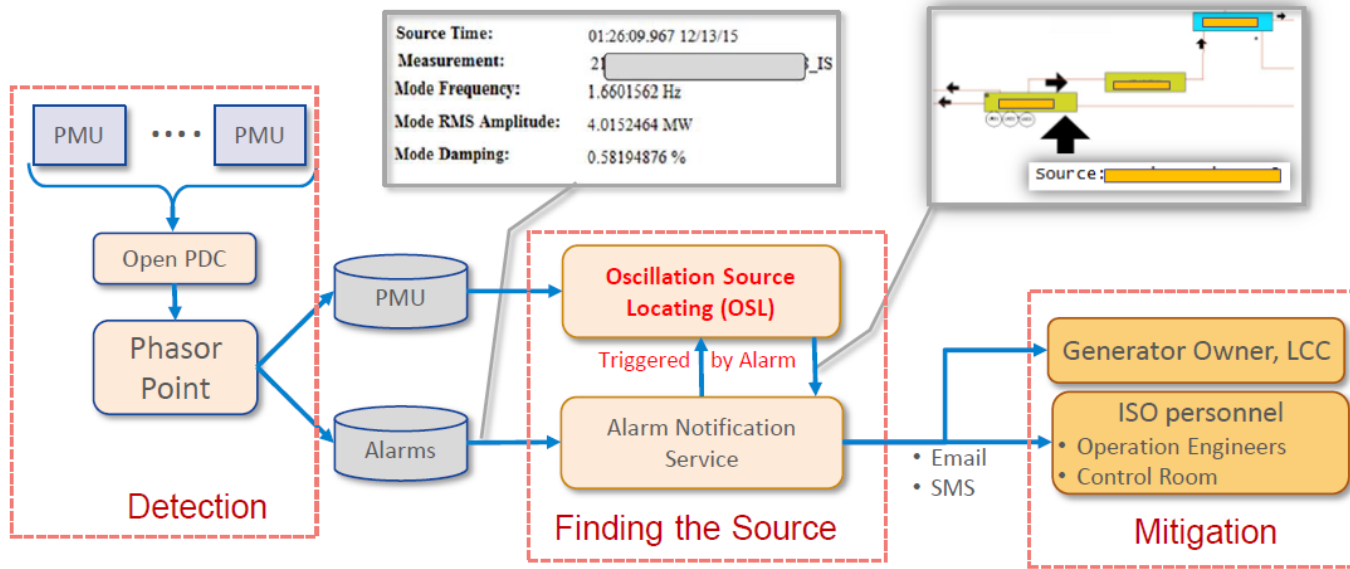 Source Time: 01:26:09.967 12/13/15
Measurement: 21 S_IS
Mode Frequency: 1.6601562 Hz
Mode RMS Amplitude: 4.0152464 MW
Mode Damping: 0.58194876 %
Source:
PMU
••••
PMU
Open PDC
Phasor
Point
Detection
PMU
Alarms
Oscillation Source
Locating (OSL)
Triggered by Alarm
Alarm Notification
Service
Finding the Source
• Email
• SMS
Generator Owner, LCC
ISO personnel
• Operation Engineers
• Control Room
Mitigation